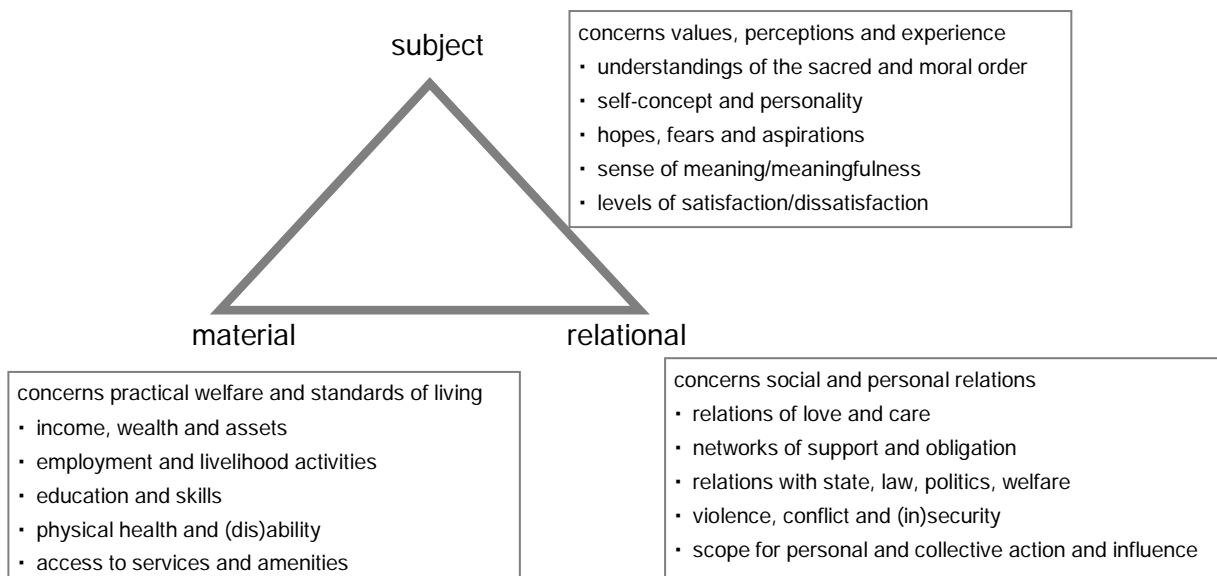 subject
concerns values, perceptions and experience
・ understandings of the sacred and moral order
・ self-concept and personality
・ hopes, fears and aspirations
・ sense of meaning/meaningfulness
・ levels of satisfaction/dissatisfaction
material
relational
concerns practical welfare and standards of living
・ income, wealth and assets
・ employment and livelihood activities
・ education and skills
・ physical health and (dis)ability
・ access to services and amenities
concerns social and personal relations
・ relations of love and care
・ networks of support and obligation
・ relations with state, law, politics, welfare
・ violence, conflict and (in)security
・ scope for personal and collective action and influence